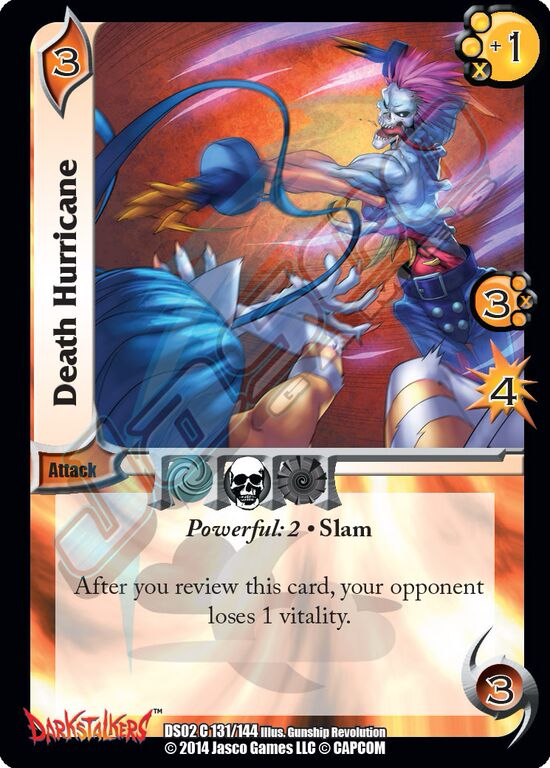 3
+1
X
Death Hurricane
3
X
4
Attack
Powerful: 2 • Slam
After you review this card, your opponent
loses 1 vitality.
3
DARKSTALKERS™
DS02 C 131/144 Illus. Gunship Revolution
© 2014 Jasco Games LLC © CAPCOM